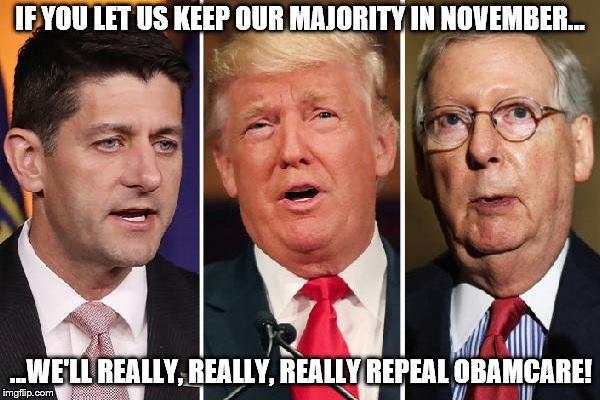 IF YOU LET US KEEP OUR MAJORITY IN NOVEMBER...
...WE'LL REALLY, REALLY, REALLY REPEAL OBAMCARE!
imgflip.com